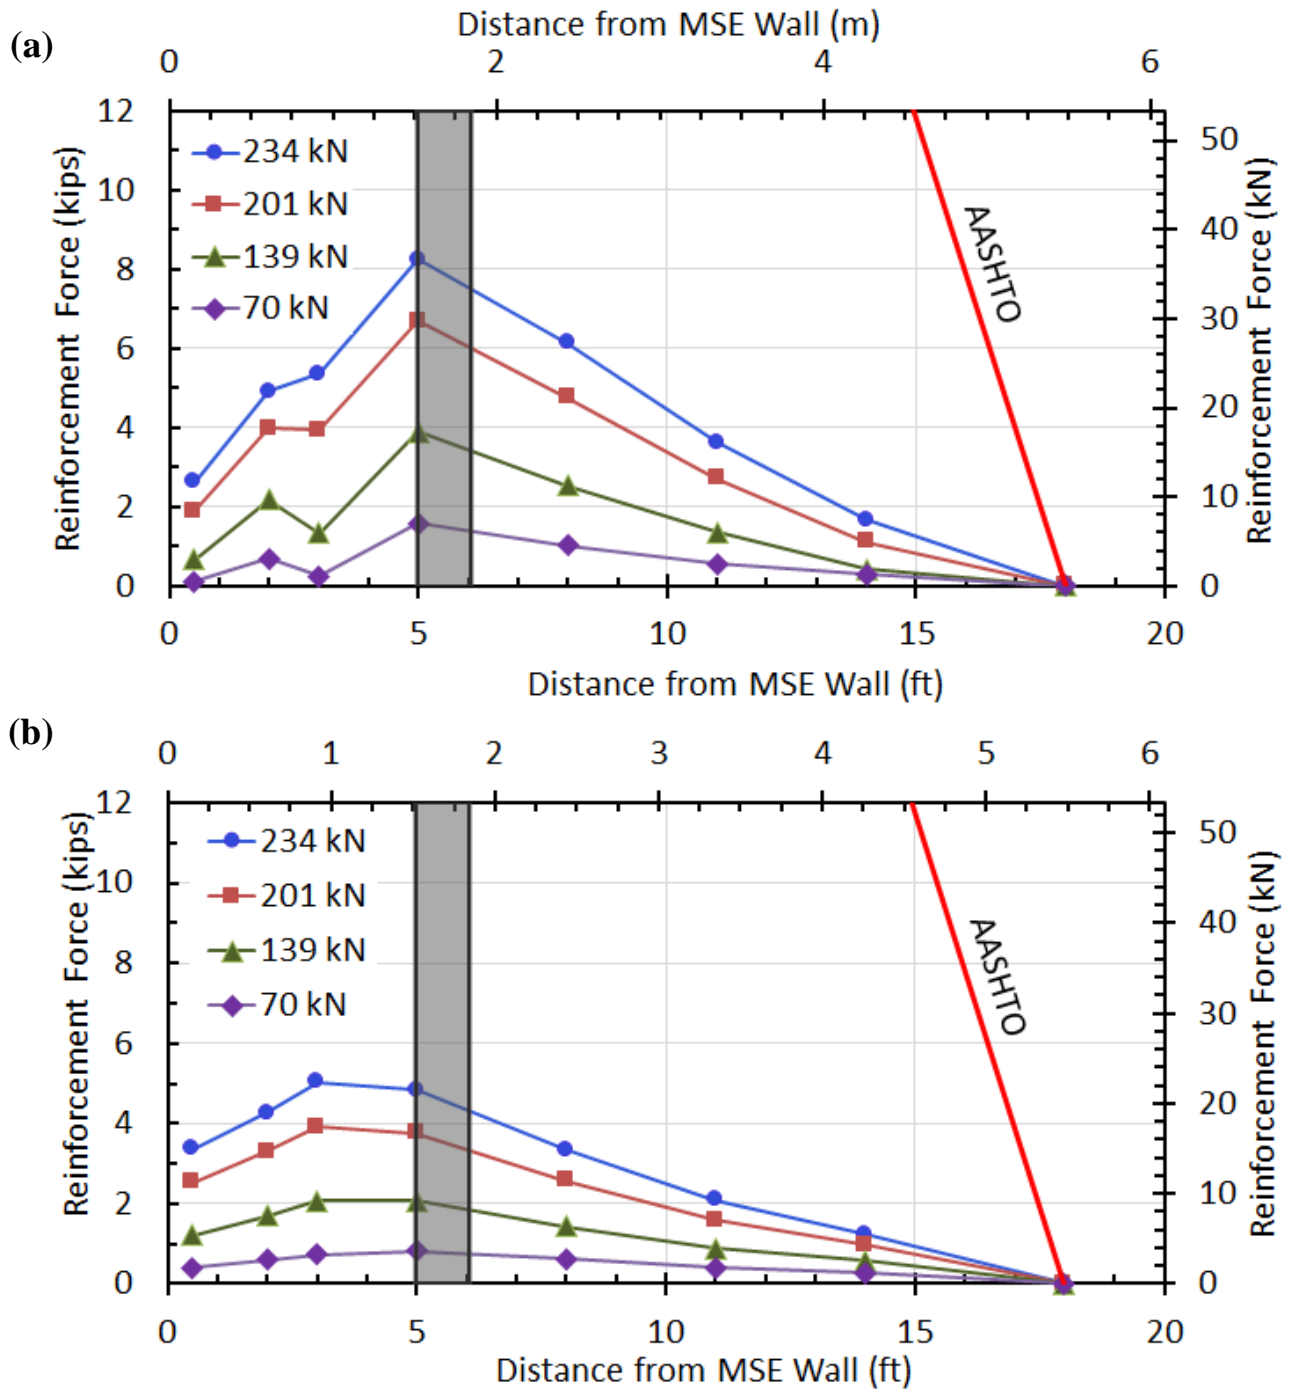 (a)
Distance from MSE Wall (m)
0 2 4 6
12
10
8
6
4
2
0
Reinforcement Force (kips)
234 kN
201 kN
139 kN
70 kN
AASHTO
50
40
30
20
10
0
Reinforcement Force (kN)
0 5 10 15 20
Distance from MSE Wall (ft)
(b)
0 1 2 3 4 5 6
12
10
8
6
4
2
0
Reinforcement Force (kips)
234 kN
201 kN
139 kN
70 kN
AASHTO
50
40
30
20
10
0
Reinforcement Force (kN)
0 5 10 15 20
Distance from MSE Wall (ft)